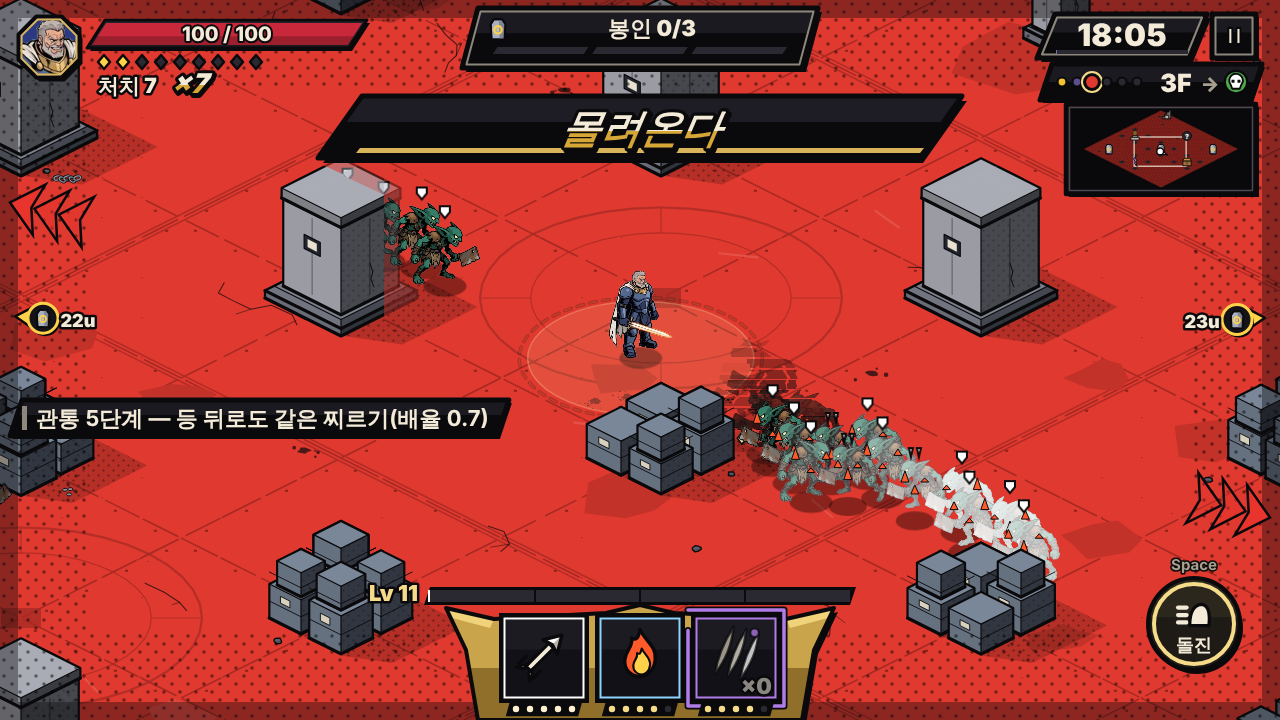 100 / 100
처치 7 ×7
봉인 0/3
18:05
3F
몰려온다
22u
23u
관통 5단계 — 등 뒤로도 같은 찌르기(배율 0.7)
Lv 11
×0
Space
돌진